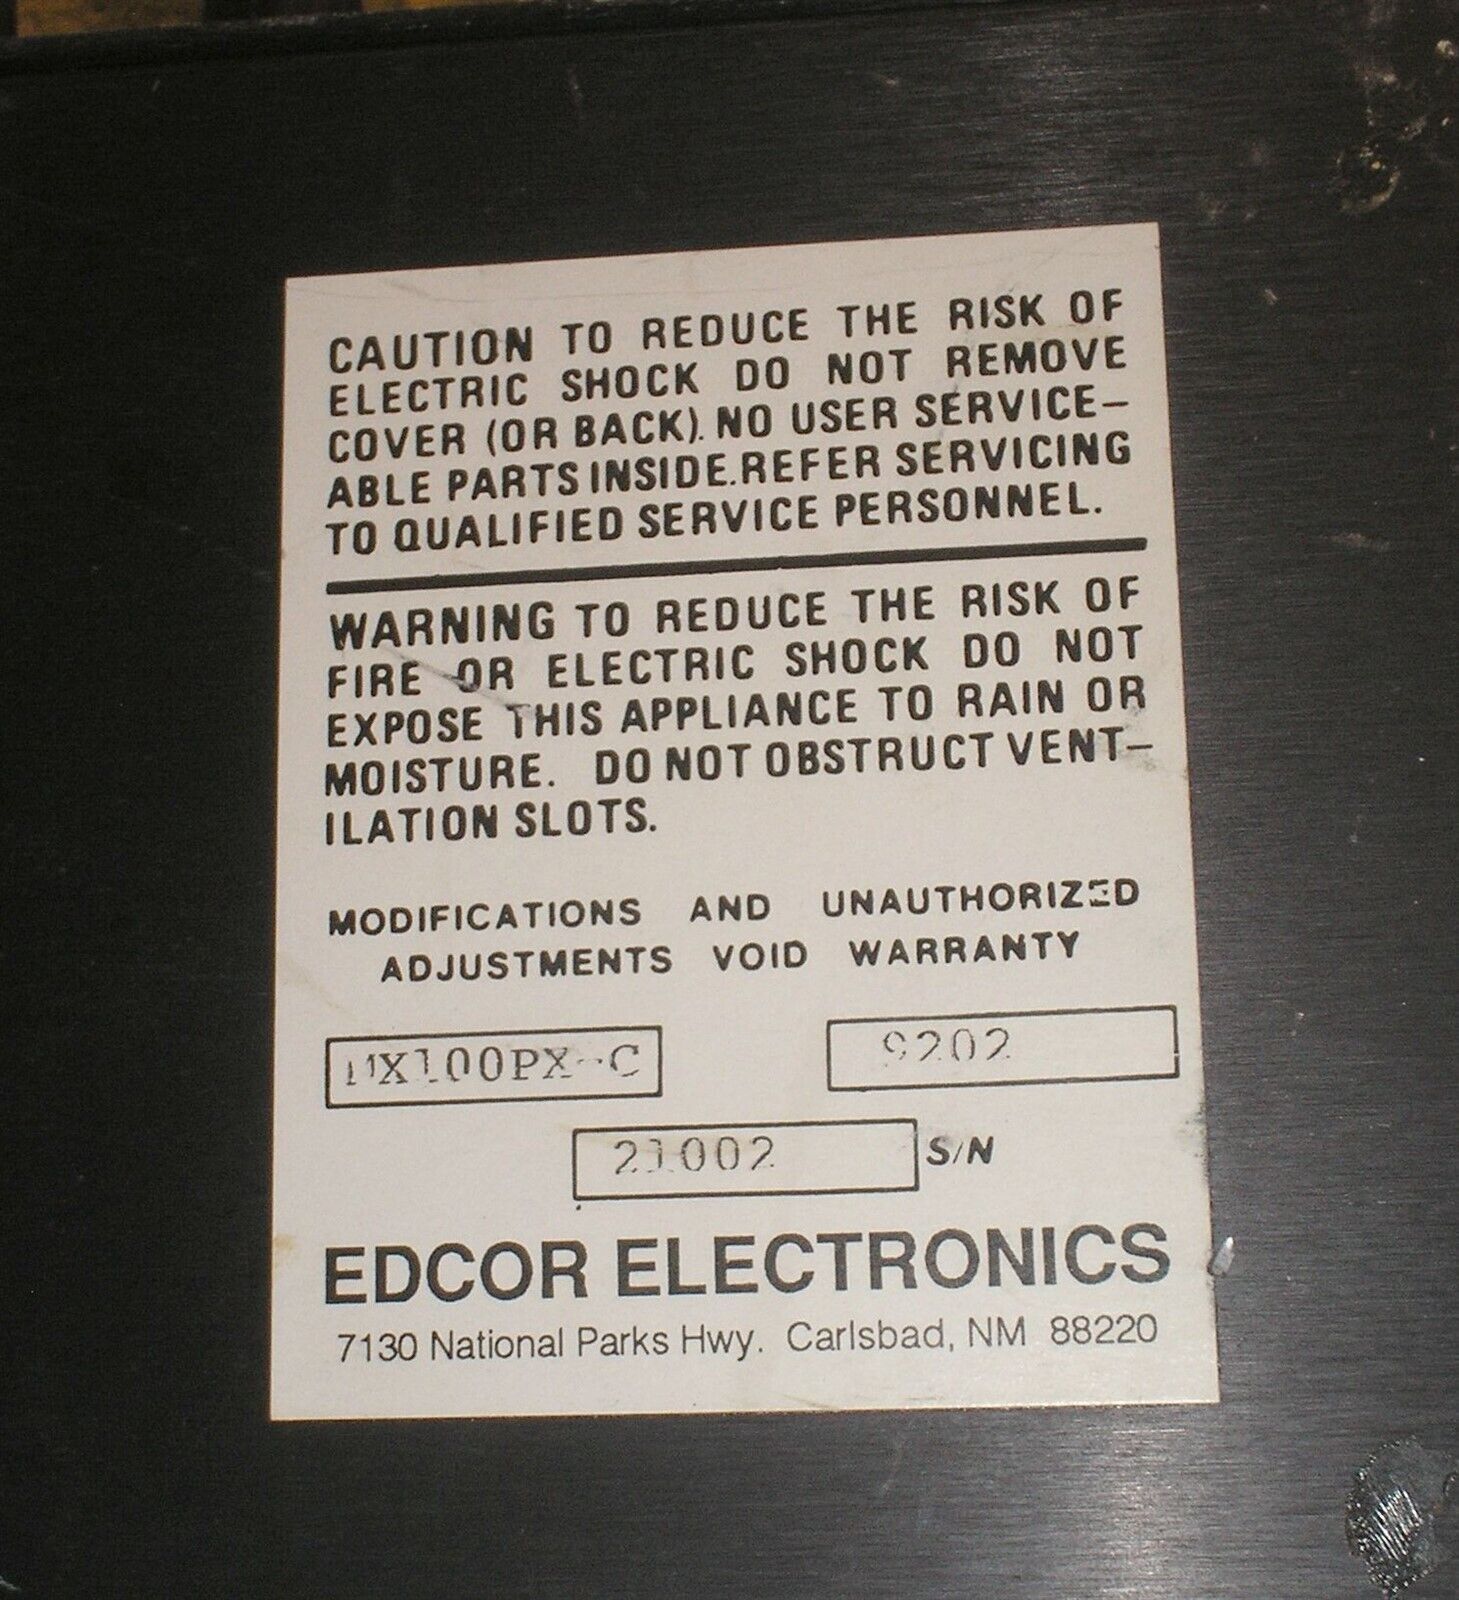 CAUTION TO REDUCE THE RISK OF
ELECTRIC SHOCK DO NOT REMOVE
COVER (OR BACK). NO USER SERVICE-
ABLE PARTS INSIDE. REFER SERVICING
TO QUALIFIED SERVICE PERSONNEL.
WARNING TO REDUCE THE RISK OF
FIRE OR ELECTRIC SHOCK DO NOT
EXPOSE THIS APPLIANCE TO RAIN OR
MOISTURE. DO NOT OBSTRUCT VENT-
ILATION SLOTS.
MODIFICATIONS AND UNAUTHORIZED
ADJUSTMENTS VOID WARRANTY
MX100PX-C 9202
21002 S/N
EDCOR ELECTRONICS
7130 National Parks Hwy. Carlsbad, NM 88220